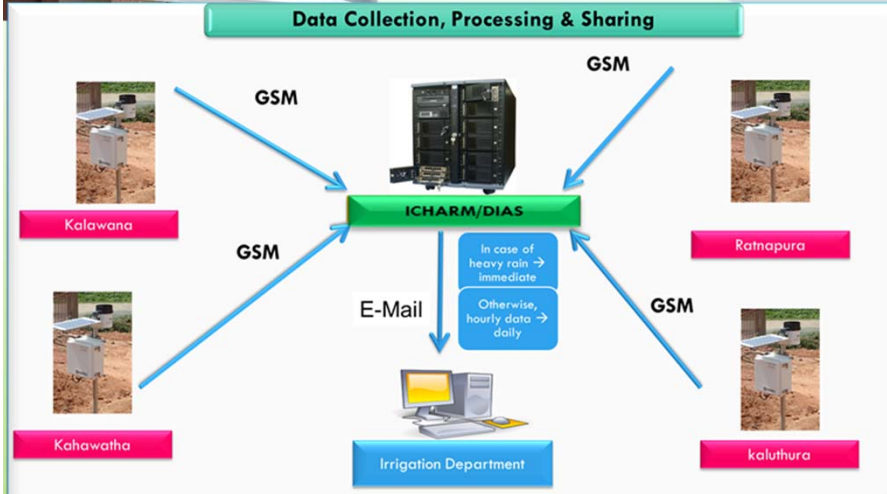 Data Collection, Processing & Sharing
GSM
GSM
Kalawana
ICHARM/DIAS
Ratnapura
GSM
In case of
heavy rain →
immediate
E-Mail
Otherwise,
hourly data →
daily
GSM
Kahawatha
Irrigation Department
kaluthura